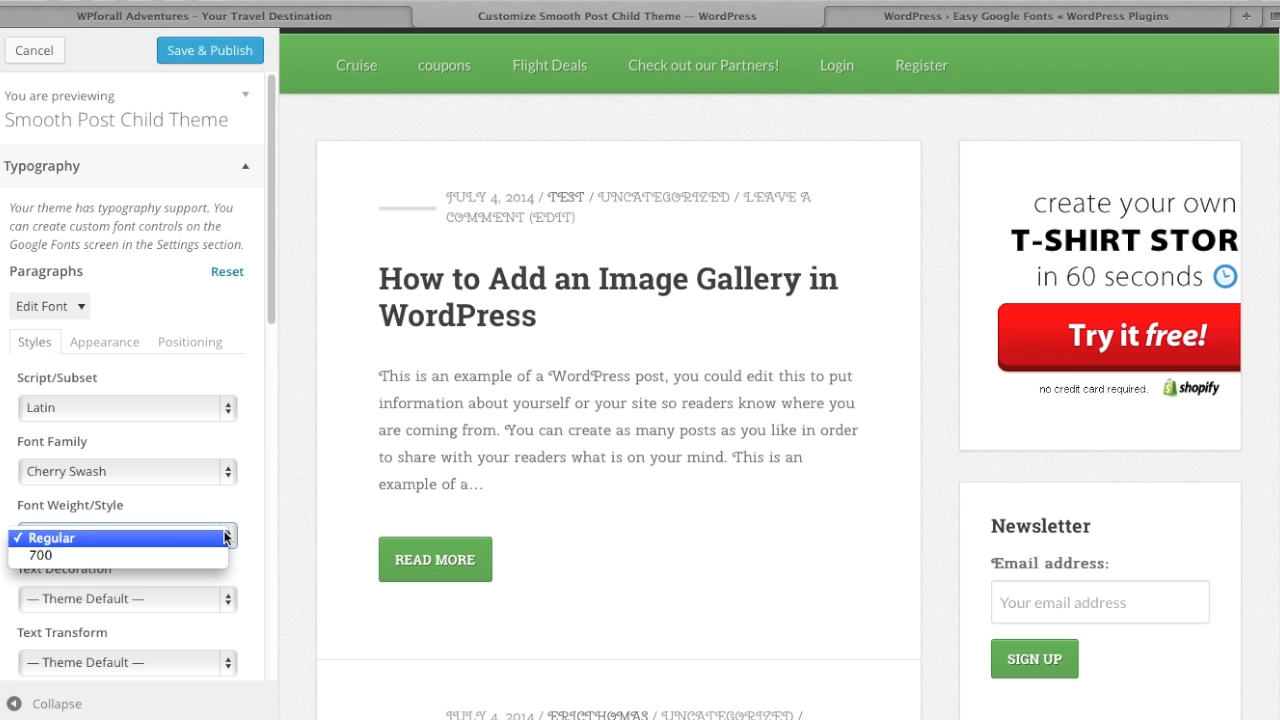 WPforall Adventures – Your Travel Destination
Customize Smooth Post Child Theme — WordPress
WordPress › Easy Google Fonts « WordPress Plugins
Cancel
Save & Publish
Cruise
coupons
Flight Deals
Check out our Partners!
Login
Register
You are previewing
Smooth Post Child Theme
Typography
Your theme has typography support. You
can create custom font controls on the
Google Fonts screen in the Settings section.
Paragraphs
Reset
Edit Font
Styles
Appearance
Positioning
Script/Subset
Latin
Font Family
Cherry Swash
Font Weight/Style
Regular
700
Text Decoration
— Theme Default —
Text Transform
— Theme Default —
Collapse
JULY 4, 2014 / TEST / UNCATEGORIZED / LEAVE A
COMMENT (EDIT)
How to Add an Image Gallery in
WordPress
This is an example of a WordPress post, you could edit this to put
information about yourself or your site so readers know where you
are coming from. You can create as many posts as you like in order
to share with your readers what is on your mind. This is an
example of a...
READ MORE
JULY 4, 2014 / ERICTHOMAS / UNCATEGORIZED /
create your own
T-SHIRT STOR
in 60 seconds
Try it free!
no credit card required.
shopify
Newsletter
Email address:
Your email address
SIGN UP